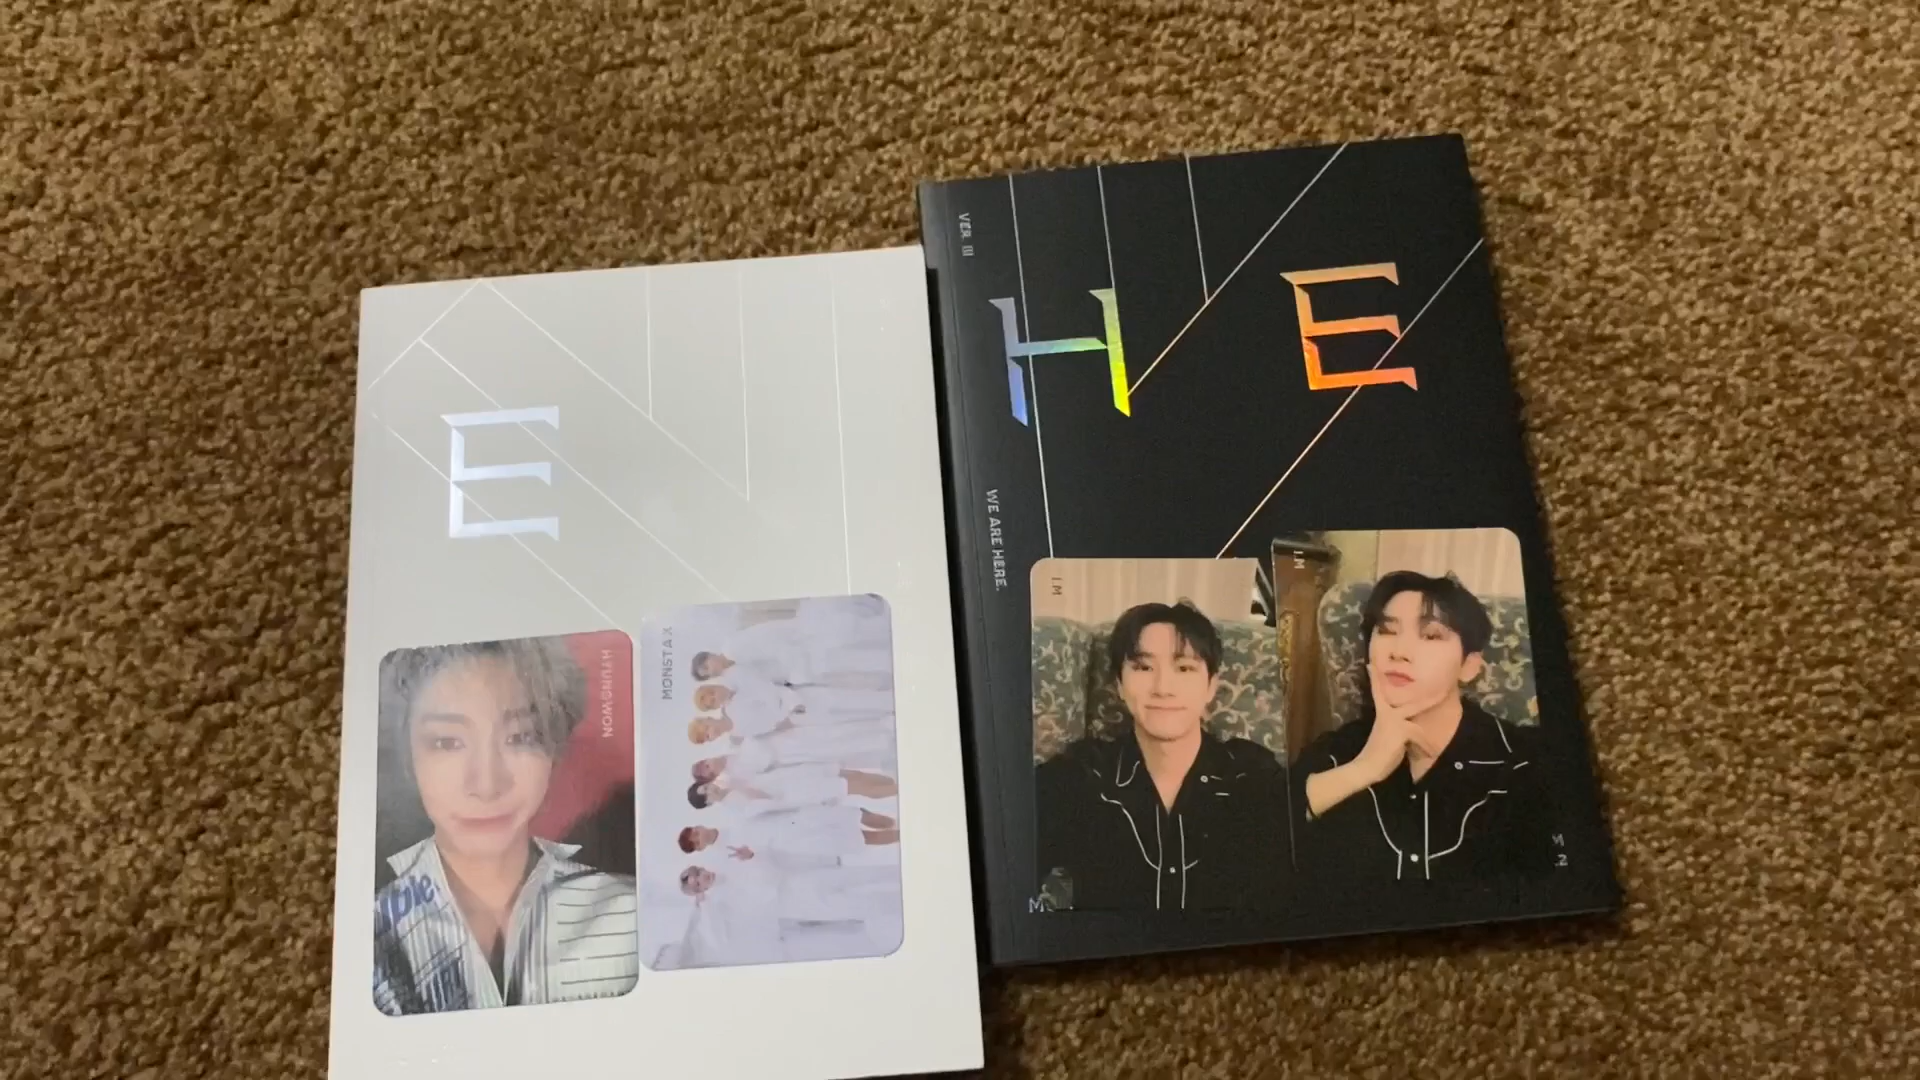 E
HYUNGWON
MONSTA X
VER. III
H E
WE ARE HERE.
I.M
I.M